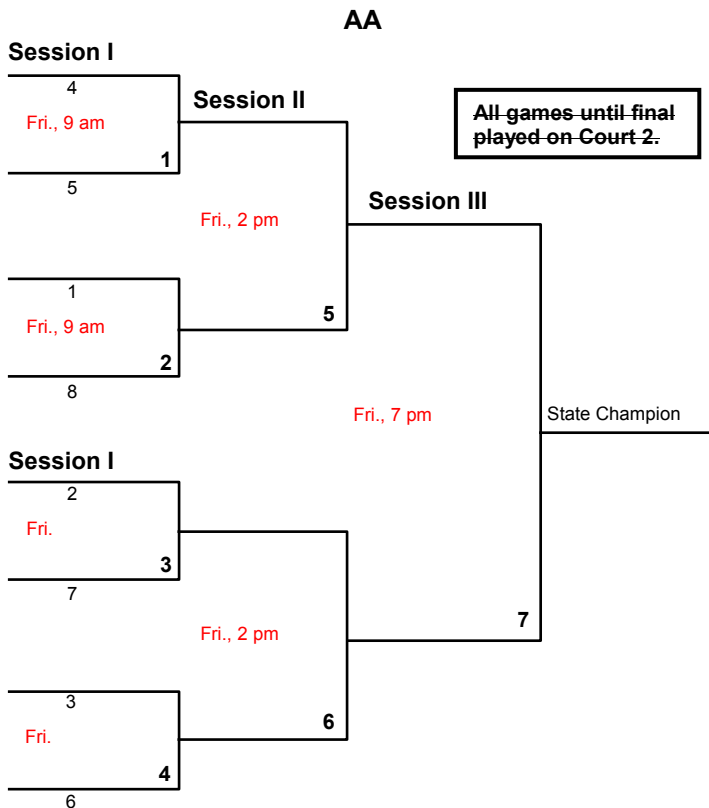 AA
Session I
4
Fri., 9 am
1
5
Session II
Fri., 2 pm
All games until final
played on Court 2.
Session III
1
Fri., 9 am
2
8
5
Fri., 7 pm
State Champion
Session I
2
Fri.
3
7
Fri., 2 pm
7
3
Fri.
4
6
6